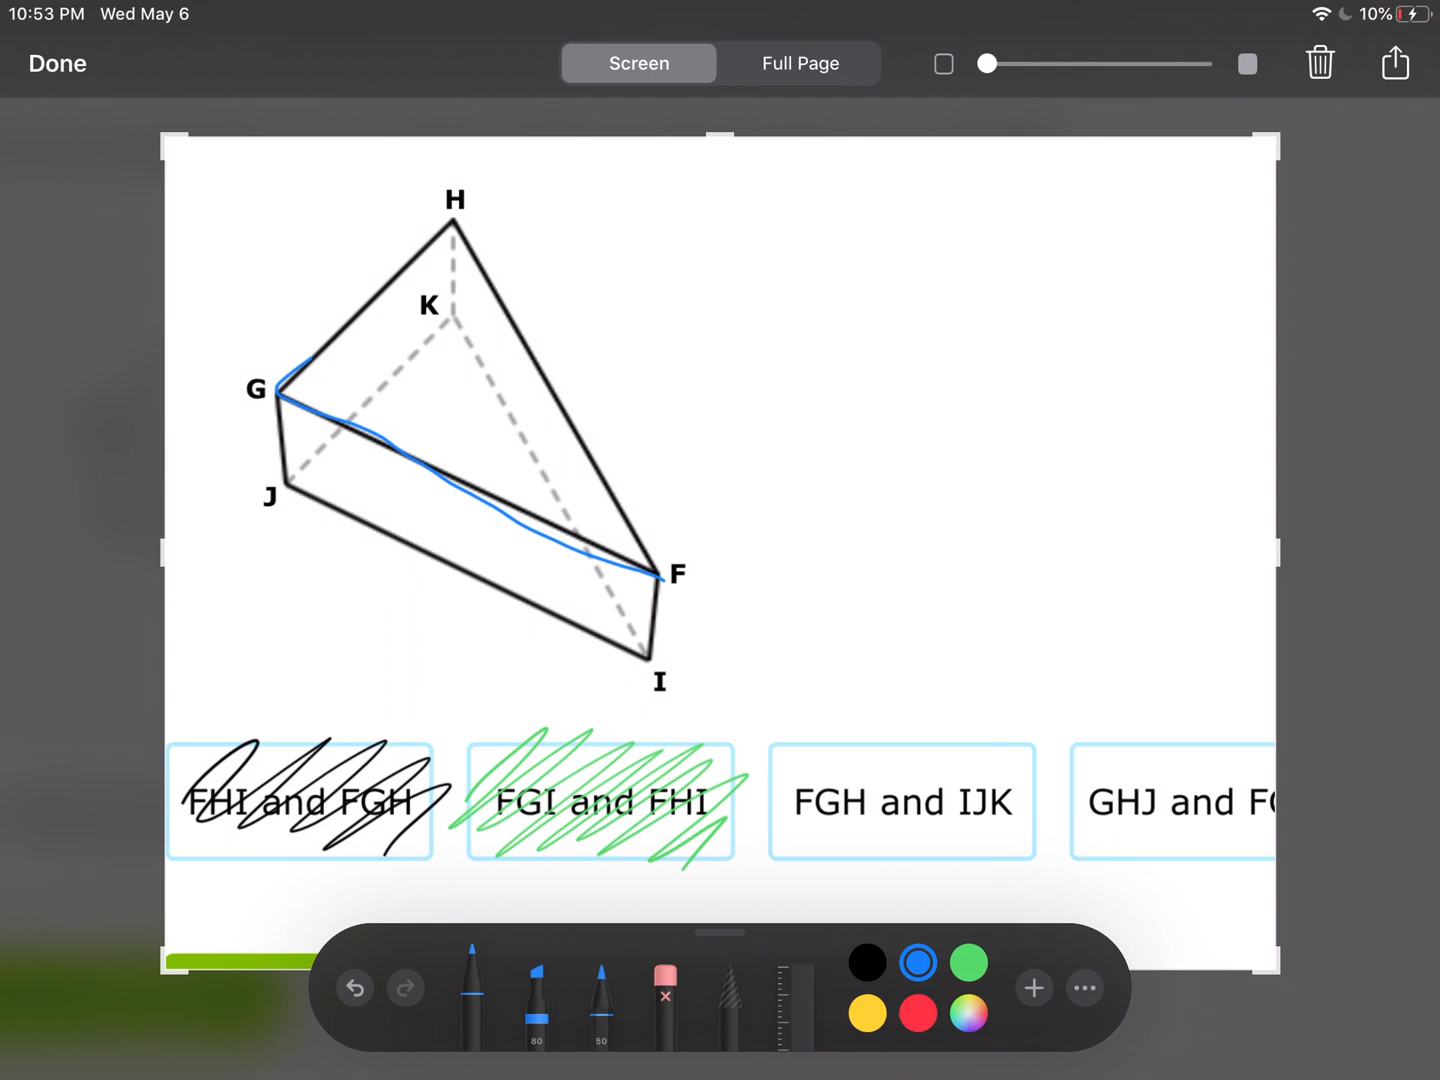 10:53 PM Wed May 6
10%
Done
Screen
Full Page
H
K
G
J
F
I
FHI and FGH
FGI and FHI
FGH and IJK
GHJ and
80
50